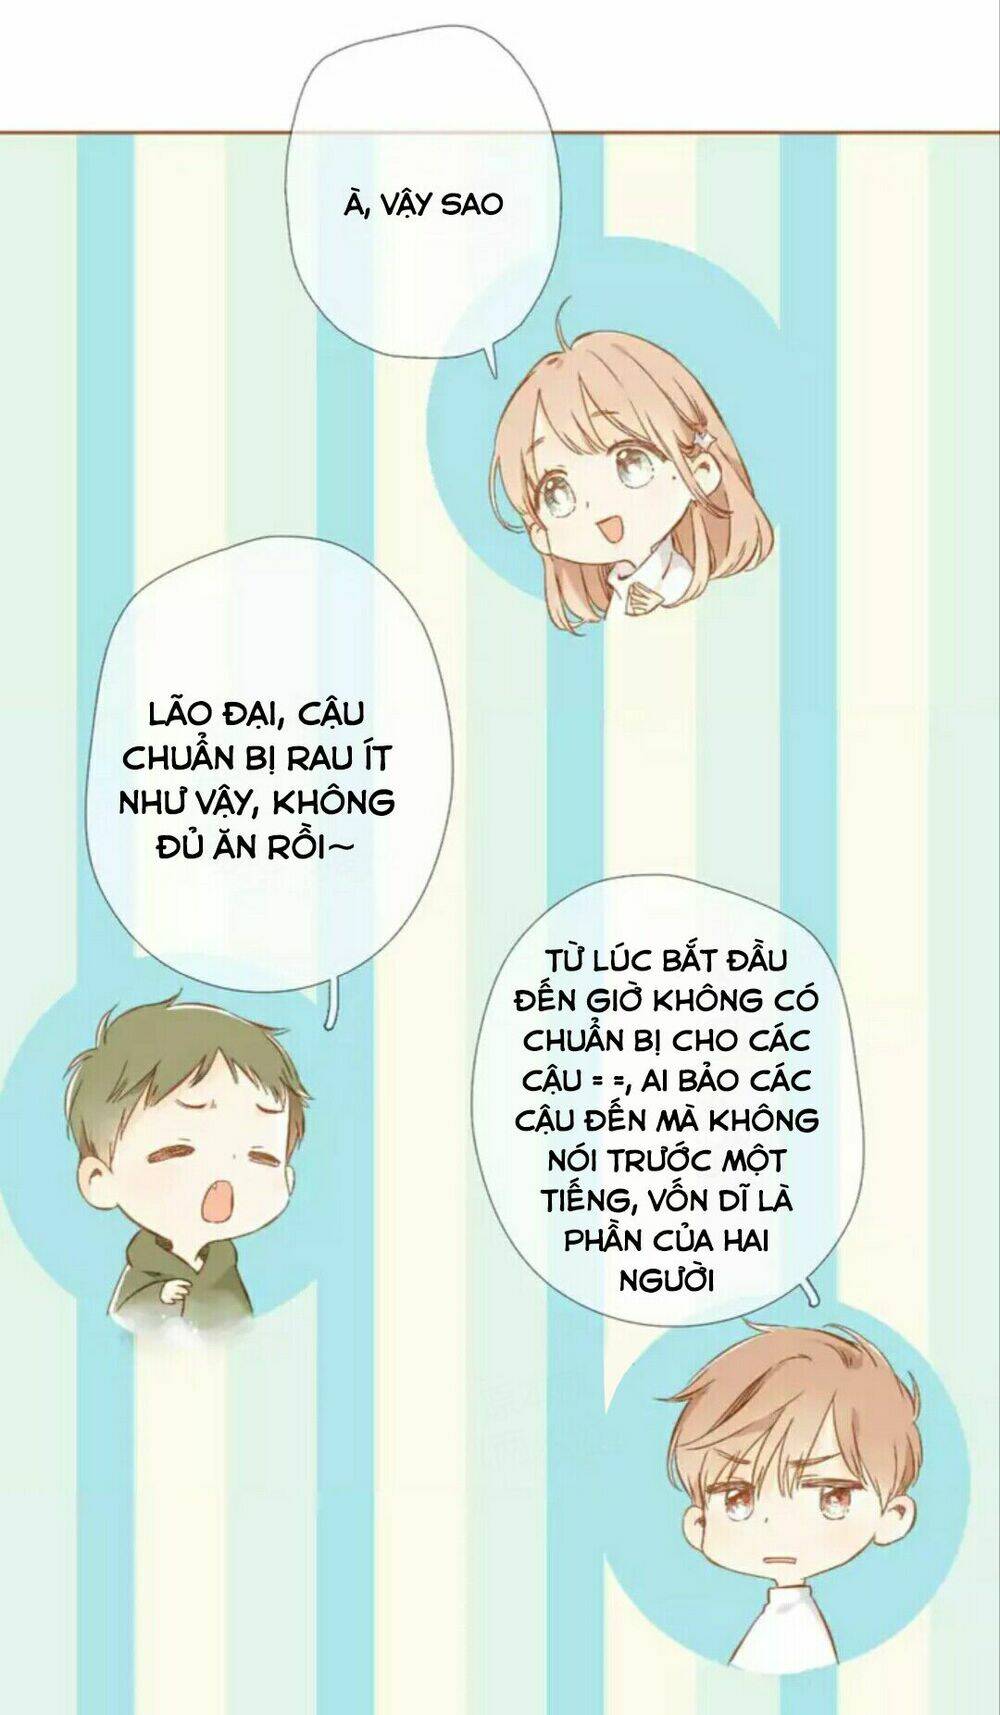 À, VẬY SAO
LÃO ĐẠI, CẬU
CHUẨN BỊ RAU ÍT
NHƯ VẬY, KHÔNG
ĐỦ ĂN RỒI~
TỪ LÚC BẮT ĐẦU
ĐẾN GIỜ KHÔNG CÓ
CHUẨN BỊ CHO CÁC
CẬU = =, AI BẢO CÁC
CẬU ĐẾN MÀ KHÔNG
NÓI TRƯỚC MỘT
TIẾNG, VỐN DĨ LÀ
PHẦN CỦA HAI
NGƯỜI